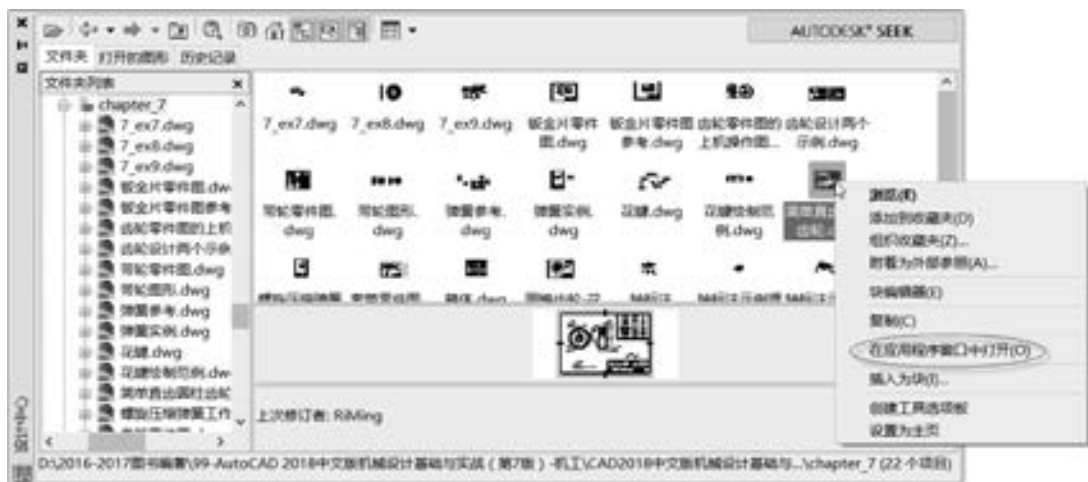 AUTODESK® SEEK
文件夹 打开的图形 历史记录
文件夹列表
chapter_7
7_ex7.dwg
7_ex8.dwg
7_ex9.dwg
钣金片零件图.dw
钣金片零件图参考
齿轮零件图的上机
齿轮设计两个示例
带轮零件图.dwg
带轮图形.dwg
弹簧参考.dwg
弹簧实例.dwg
花键.dwg
花键绘制范例.dw
简单直齿圆柱齿轮
螺旋压缩弹簧工作
7_ex7.dwg 7_ex8.dwg 7_ex9.dwg 钣金片零件图.dwg 钣金片零件图参考.dwg 齿轮零件图的上机操作图... 齿轮设计两个示例.dwg
带轮零件图.dwg 带轮图形.dwg 弹簧参考.dwg 弹簧实例.dwg 花键.dwg 花键绘制范例.dwg
箱体.dwg
浏览(E)
添加到收藏夹(D)
组织收藏夹(Z)...
附着为外部参照(A)...
块编辑器(E)
复制(C)
在应用程序窗口中打开(O)
插入为块(I)...
创建工具选项板
设置为主页
上次修订者: RiMing
设计中心
D:\2016-2017图书编著\99-AutoCAD 2018中文版机械设计基础与实战（第7版）-机工\CAD2018中文版机械设计基础与...\chapter_7 (22 个项目)